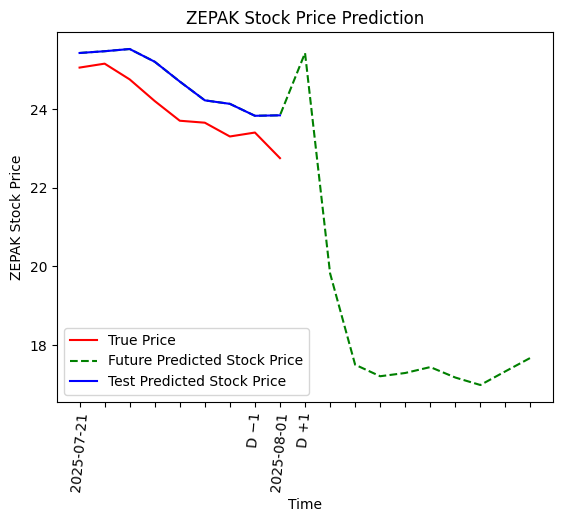 ZEPAK Stock Price Prediction
ZEPAK Stock Price
24
22
20
18
True Price
Future Predicted Stock Price
Test Predicted Stock Price
2025-07-21
D −1
2025-08-01
D +1
Time